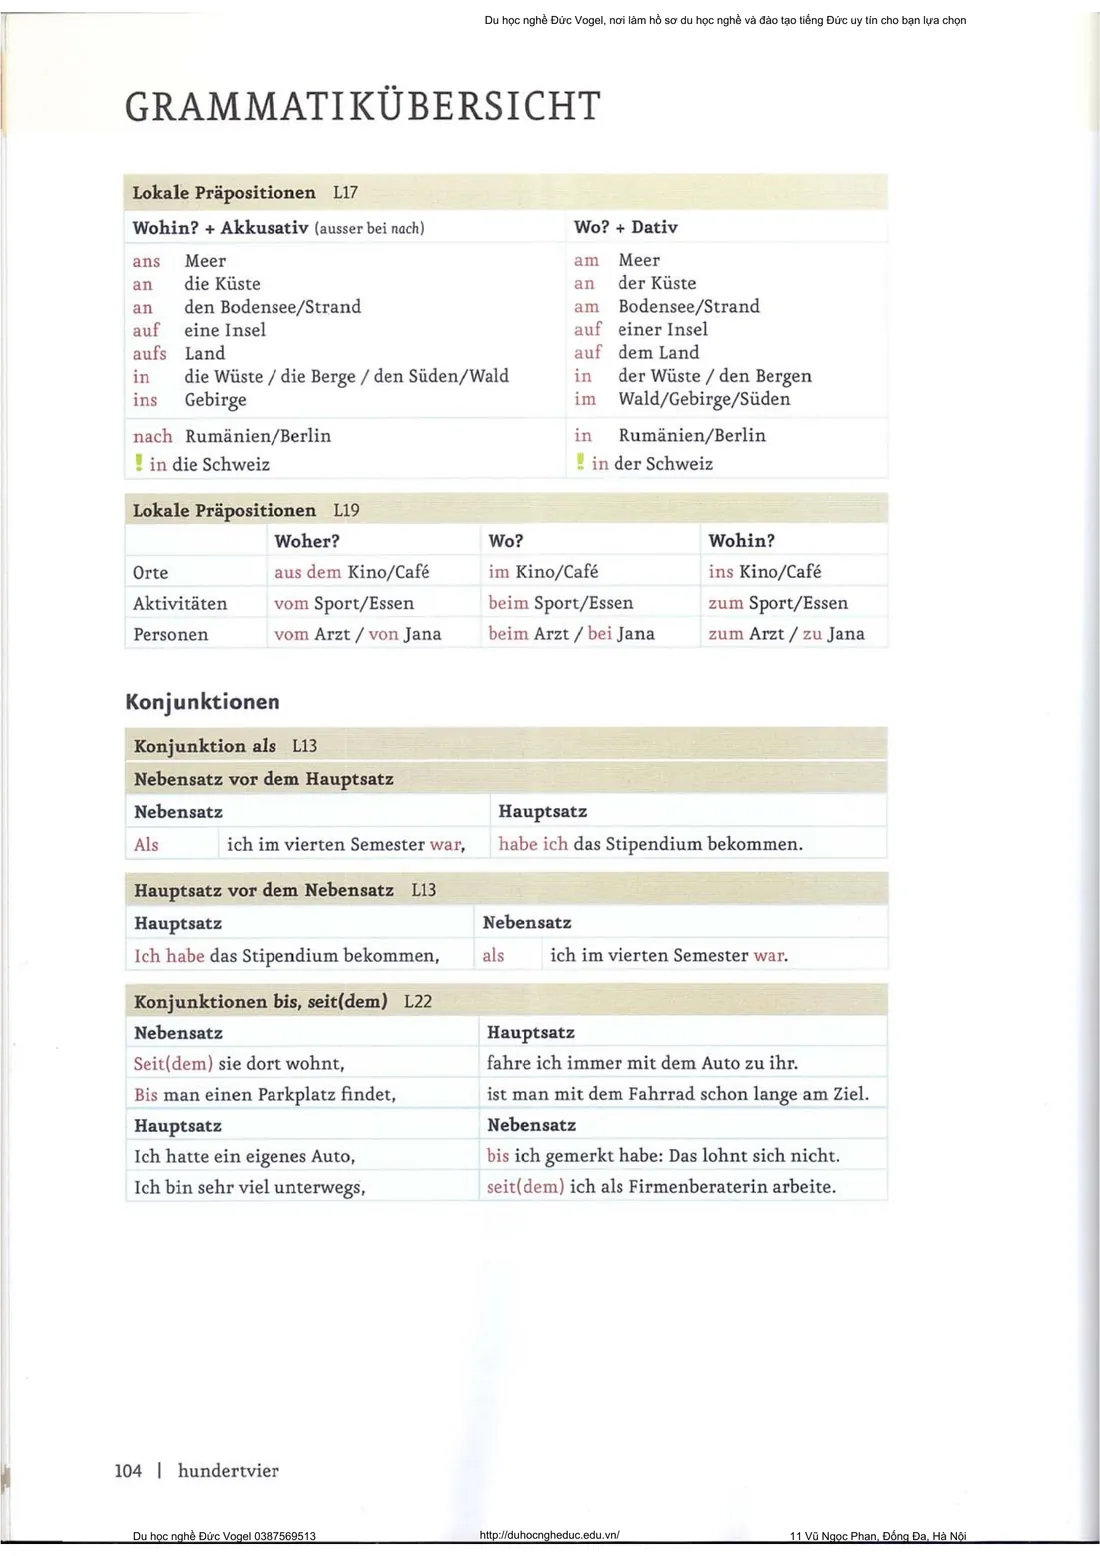 Du học nghề Đức Vogel, nơi làm hồ sơ du học nghề và đào tạo tiếng Đức uy tín cho bạn lựa chọn
GRAMMATIKÜBERSICHT
Lokale Präpositionen L17
Wohin? + Akkusativ (ausser bei nach) Wo? + Dativ
ans Meer am Meer
an die Küste an der Küste
an den Bodensee/Strand am Bodensee/Strand
auf eine Insel auf einer Insel
aufs Land auf dem Land
in die Wüste / die Berge / den Süden/Wald in der Wüste / den Bergen
ins Gebirge im Wald/Gebirge/Süden
nach Rumänien/Berlin in Rumänien/Berlin
! in die Schweiz ! in der Schweiz
Lokale Präpositionen L19
Woher? Wo? Wohin?
Orte aus dem Kino/Café im Kino/Café ins Kino/Café
Aktivitäten vom Sport/Essen beim Sport/Essen zum Sport/Essen
Personen vom Arzt / von Jana beim Arzt / bei Jana zum Arzt / zu Jana
Konjunktionen
Konjunktion als L13
Nebensatz vor dem Hauptsatz
Nebensatz Hauptsatz
Als ich im vierten Semester war, habe ich das Stipendium bekommen.
Hauptsatz vor dem Nebensatz L13
Hauptsatz Nebensatz
Ich habe das Stipendium bekommen, als ich im vierten Semester war.
Konjunktionen bis, seit(dem) L22
Nebensatz Hauptsatz
Seit(dem) sie dort wohnt, fahre ich immer mit dem Auto zu ihr.
Bis man einen Parkplatz findet, ist man mit dem Fahrrad schon lange am Ziel.
Hauptsatz Nebensatz
Ich hatte ein eigenes Auto, bis ich gemerkt habe: Das lohnt sich nicht.
Ich bin sehr viel unterwegs, seit(dem) ich als Firmenberaterin arbeite.
104 | hundertvier
Du học nghề Đức Vogel 0387569513 http://duhocngheduc.edu.vn/ 11 Vũ Ngọc Phan, Đống Đa, Hà Nội